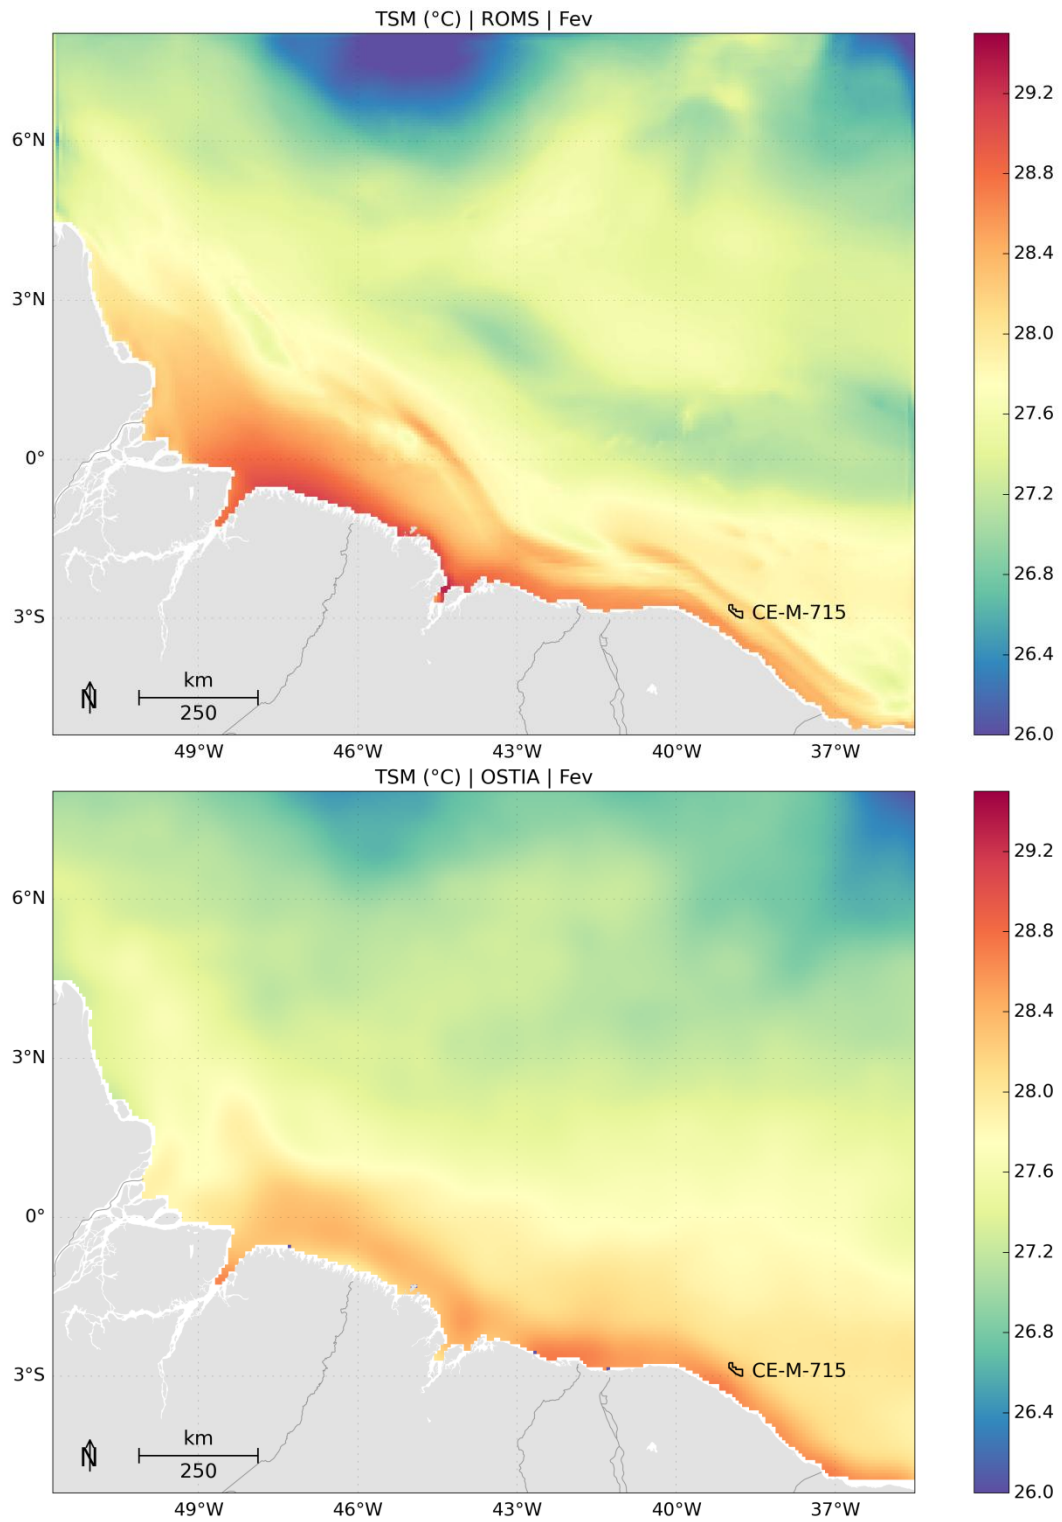 TSM (°C) | ROMS | Fev
6°N
3°N
0°
3°S
49°W
46°W
43°W
40°W
37°W
N
km
250
CE-M-715
29.2
28.8
28.4
28.0
27.6
27.2
26.8
26.4
26.0
TSM (°C) | OSTIA | Fev
6°N
3°N
0°
3°S
49°W
46°W
43°W
40°W
37°W
N
km
250
CE-M-715
29.2
28.8
28.4
28.0
27.6
27.2
26.8
26.4
26.0